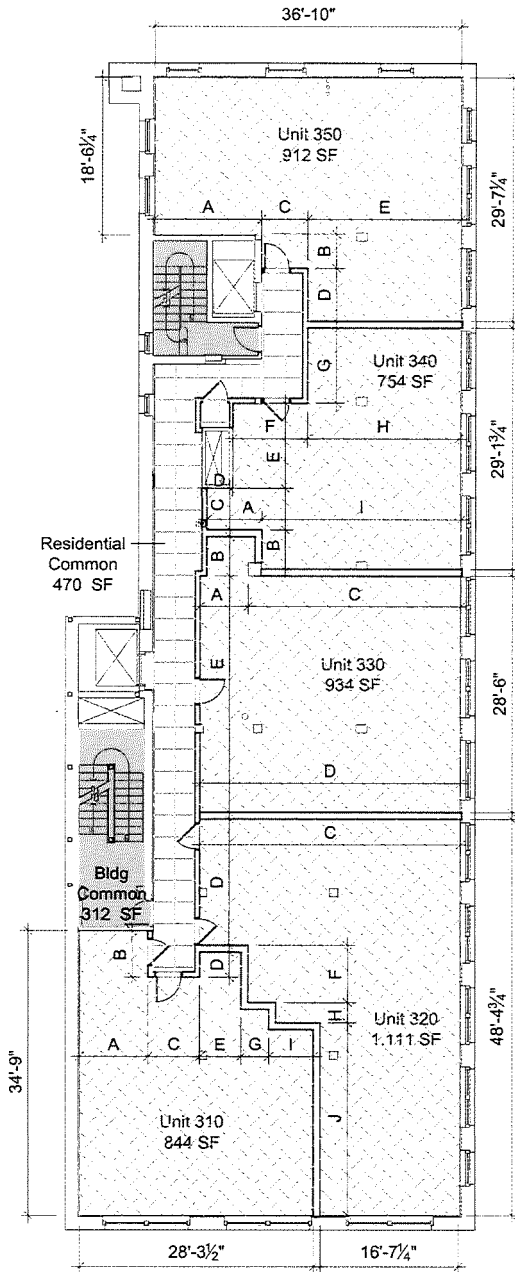 36'-10"
18'-6¼"
Unit 350
912 SF
A
C
E
B
D
29'-7¼"
G
Unit 340
754 SF
F
H
E
D
C
A
I
B
29'-1¾"
Residential
Common
470 SF
B
A
C
E
Unit 330
934 SF
28'-6"
D
C
Bldg
Common
312 SF
D
B
D
F
H
Unit 320
1,111 SF
48'-4¾"
A
C
E
G
I
J
34'-9"
Unit 310
844 SF
28'-3½"
16'-7¼"